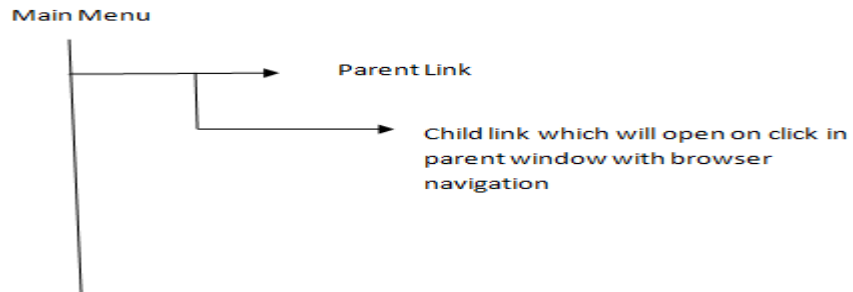 Main Menu
Parent Link
Child link which will open on click in
parent window with browser
navigation